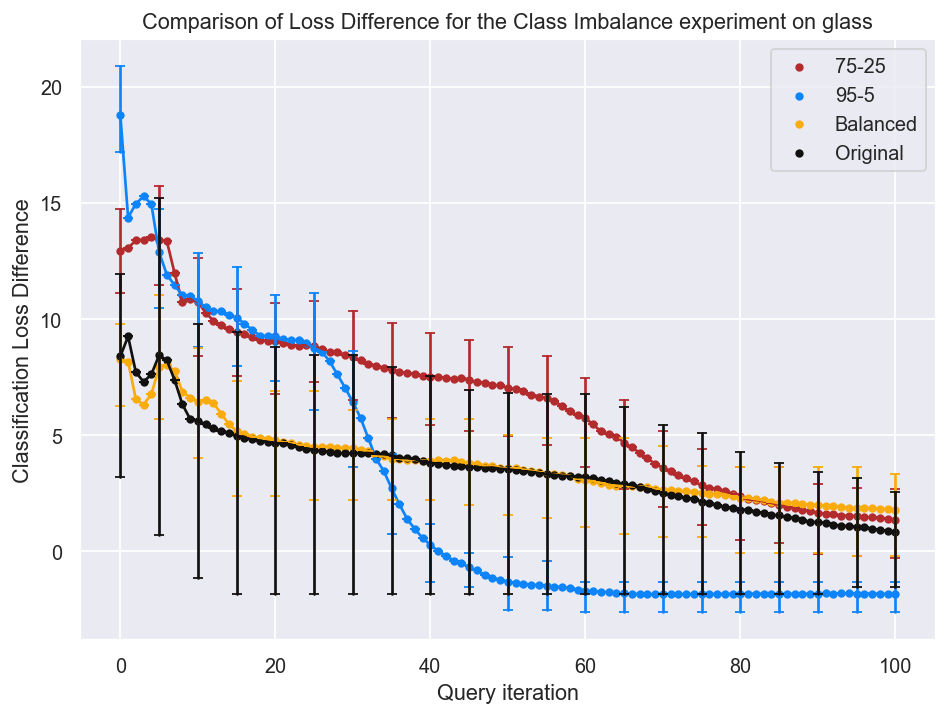 Comparison of Loss Difference for the Class Imbalance experiment on glass
75-25
95-5
Balanced
Original
Classification Loss Difference
20
15
10
5
0
0 20 40 60 80 100
Query iteration